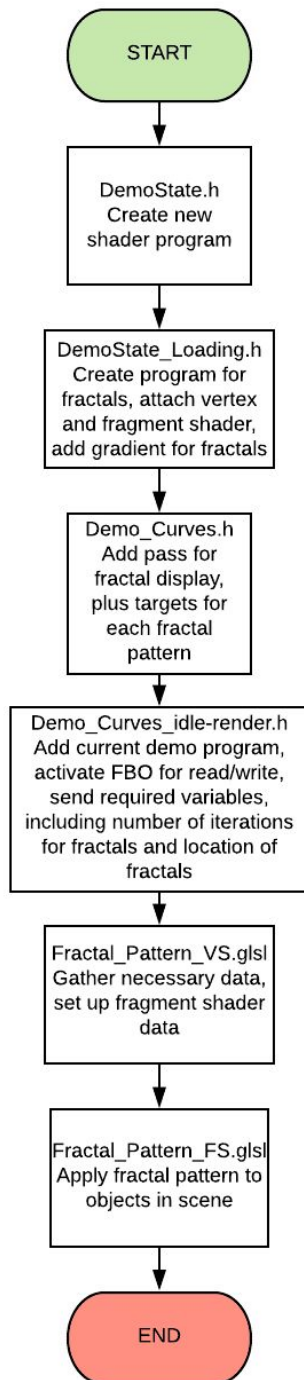 START
DemoState.h
Create new
shader program
DemoState_Loading.h
Create program for
fractals, attach vertex
and fragment shader,
add gradient for fractals
Demo_Curves.h
Add pass for
fractal display,
plus targets for
each fractal
pattern
Demo_Curves_idle-render.h
Add current demo program,
activate FBO for read/write,
send required variables,
including number of iterations
for fractals and location of
fractals
Fractal_Pattern_VS.glsl
Gather necessary data,
set up fragment shader
data
Fractal_Pattern_FS.glsl
Apply fractal pattern to
objects in scene
END